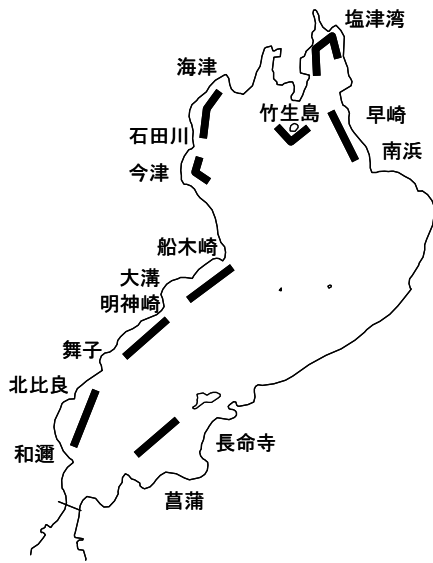 塩津湾
海津
竹生島
早崎
石田川
南浜
今津
船木崎
大溝
明神崎
舞子
北比良
長命寺
和邇
菖蒲